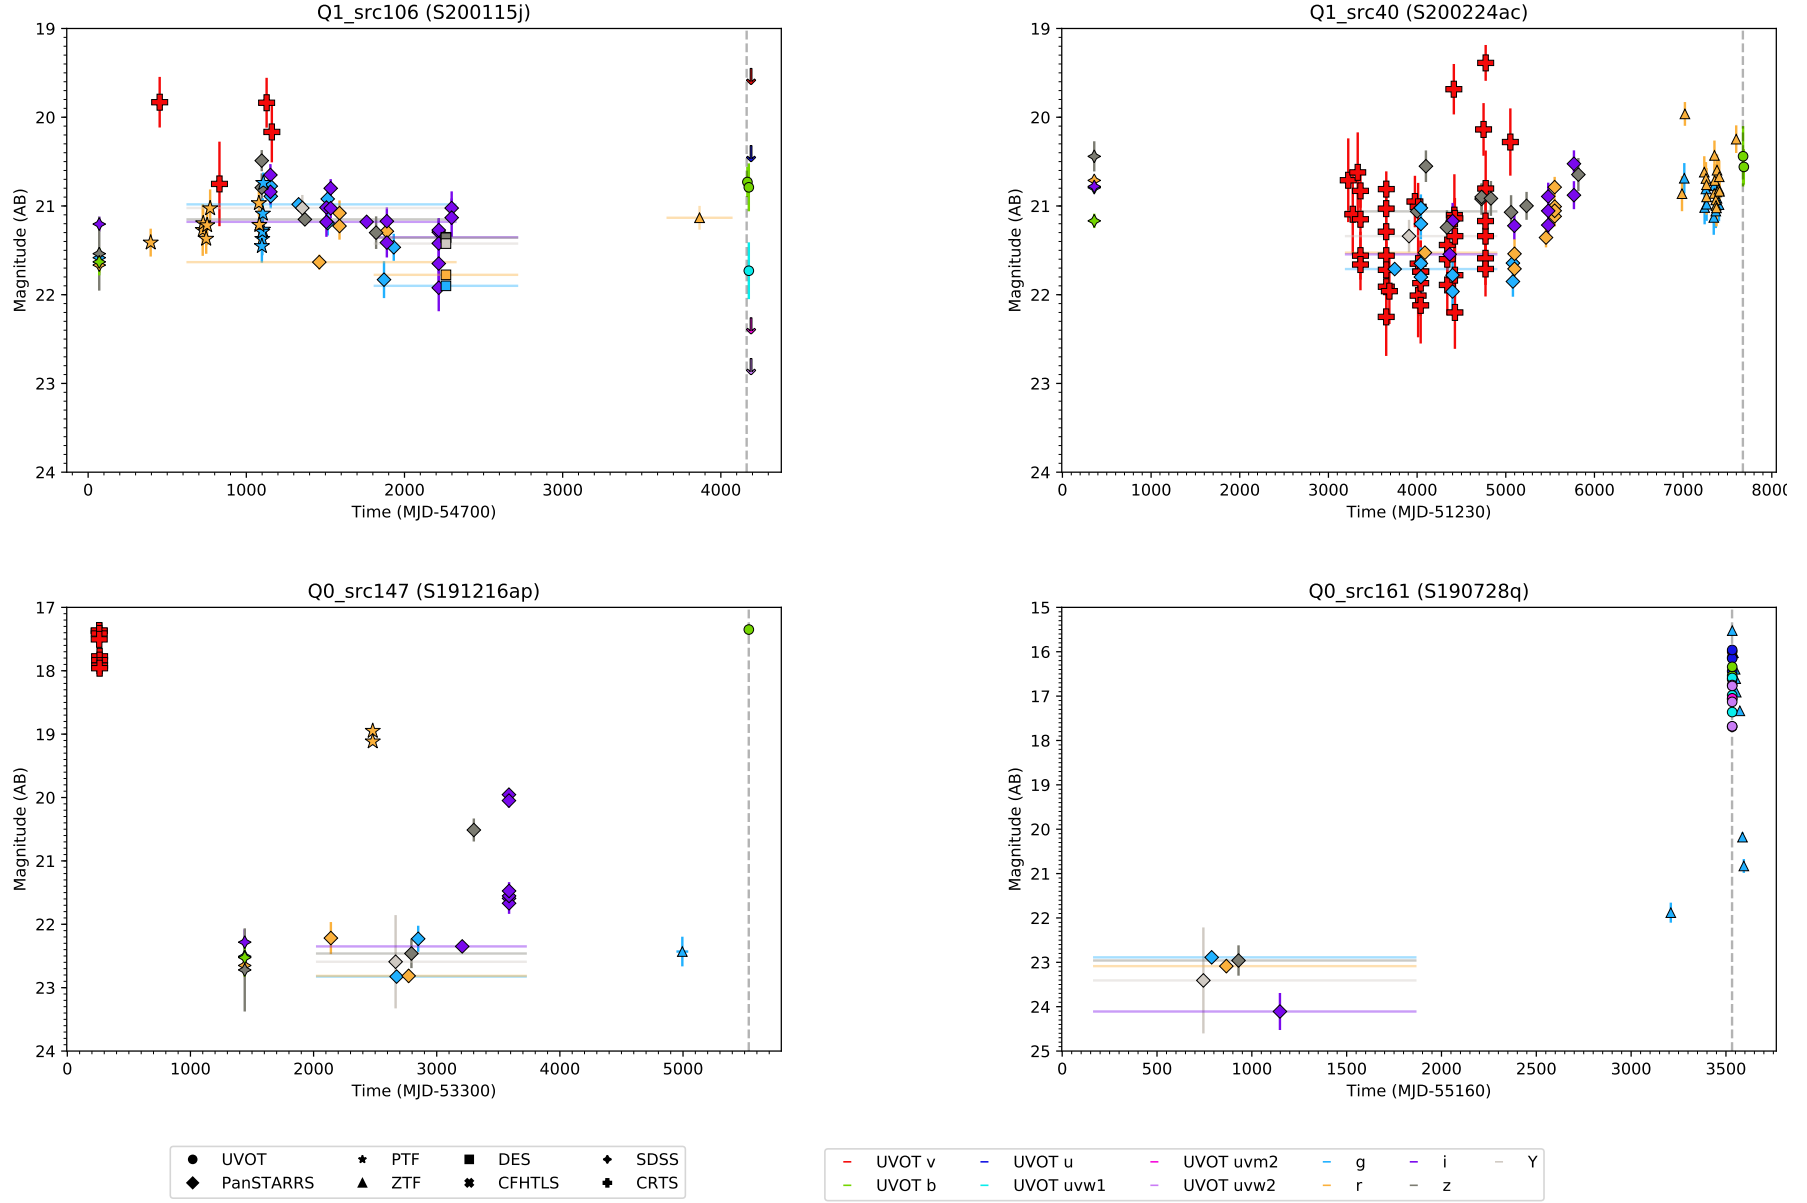 Q1_src106 (S200115j)
19
20
21
22
23
24
Magnitude (AB)
0 1000 2000 3000 4000
Time (MJD-54700)
Q1_src40 (S200224ac)
19
20
21
22
23
24
Magnitude (AB)
0 1000 2000 3000 4000 5000 6000 7000 8000
Time (MJD-51230)
Q0_src147 (S191216ap)
17
18
19
20
21
22
23
24
Magnitude (AB)
0 1000 2000 3000 4000 5000
Time (MJD-53300)
Q0_src161 (S190728q)
15
16
17
18
19
20
21
22
23
24
25
Magnitude (AB)
0 500 1000 1500 2000 2500 3000 3500
Time (MJD-55160)
UVOT PTF DES SDSS
PanSTARRS ZTF CFHTLS CRTS
UVOT v UVOT u UVOT uvm2 g i Y
UVOT b UVOT uvw1 UVOT uvw2 r z